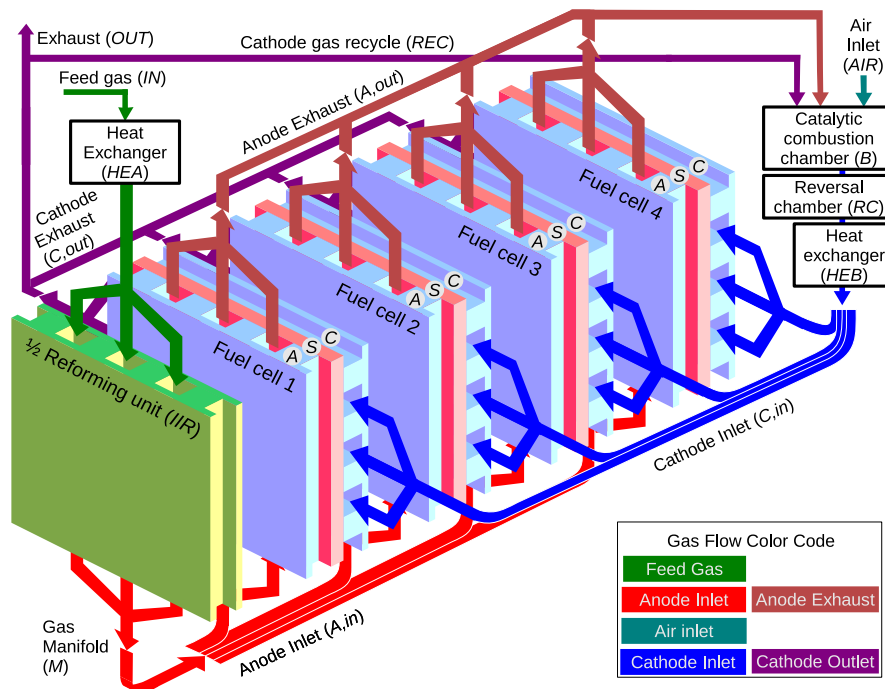 Exhaust (OUT)
Cathode gas recycle (REC)
Air
Inlet
(AIR)
Feed gas (IN)
Heat
Exchanger
(HEA)
Anode Exhaust (A,out)
Catalytic
combustion
chamber (B)
Reversal
chamber (RC)
Heat
exchanger
(HEB)
Cathode
Exhaust
(C,out)
A S C
Fuel cell 4
A S C
Fuel cell 3
A S C
Fuel cell 2
A S C
Fuel cell 1
½ Reforming unit (IIR)
Cathode Inlet (C,in)
Anode Inlet (A,in)
Gas
Manifold
(M)
Gas Flow Color Code
Feed Gas
Anode Inlet Anode Exhaust
Air inlet
Cathode Inlet Cathode Outlet